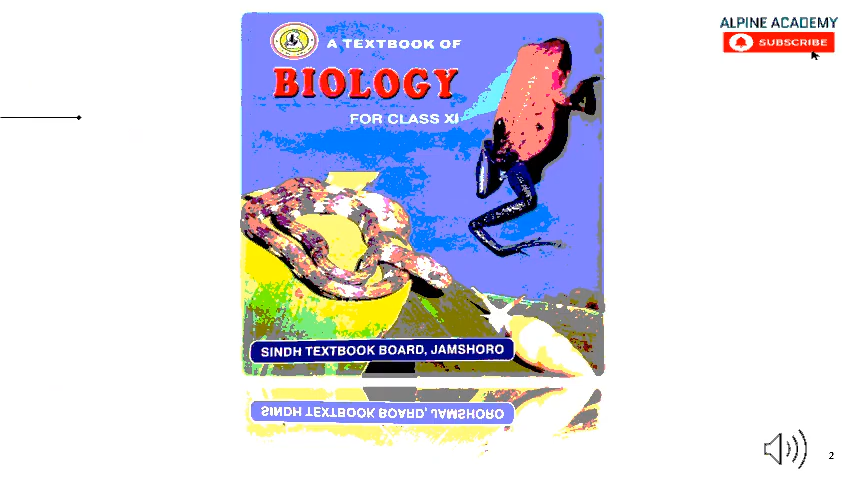 ALPINE ACADEMY
SUBSCRIBE
A TEXTBOOK OF
BIOLOGY
FOR CLASS XI
SINDH TEXTBOOK BOARD, JAMSHORO
SINDH TEXTBOOK BOARD, JAMSHORO
2